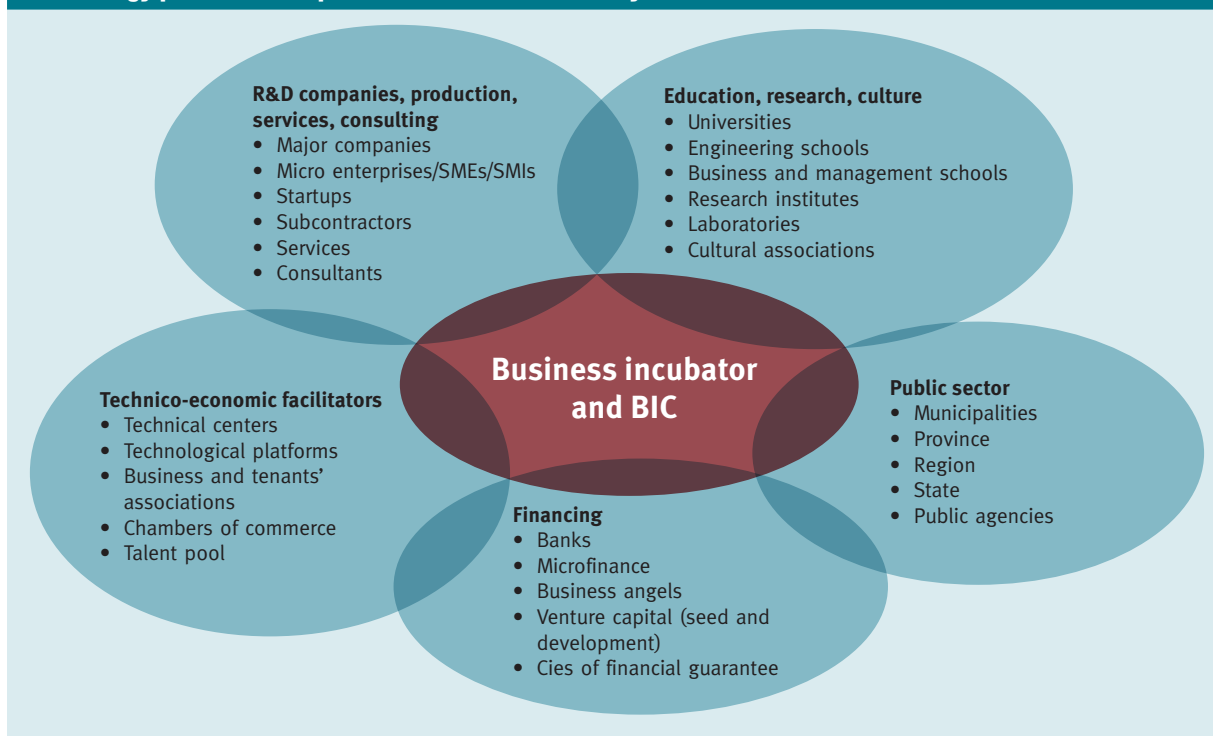 R&D companies, production,
services, consulting
• Major companies
• Micro enterprises/SMEs/SMIs
• Startups
• Subcontractors
• Services
• Consultants
Education, research, culture
• Universities
• Engineering schools
• Business and management schools
• Research institutes
• Laboratories
• Cultural associations
Business incubator
and BIC
Technico-economic facilitators
• Technical centers
• Technological platforms
• Business and tenants’
associations
• Chambers of commerce
• Talent pool
Public sector
• Municipalities
• Province
• Region
• State
• Public agencies
Financing
• Banks
• Microfinance
• Business angels
• Venture capital (seed and
development)
• Cies of financial guarantee